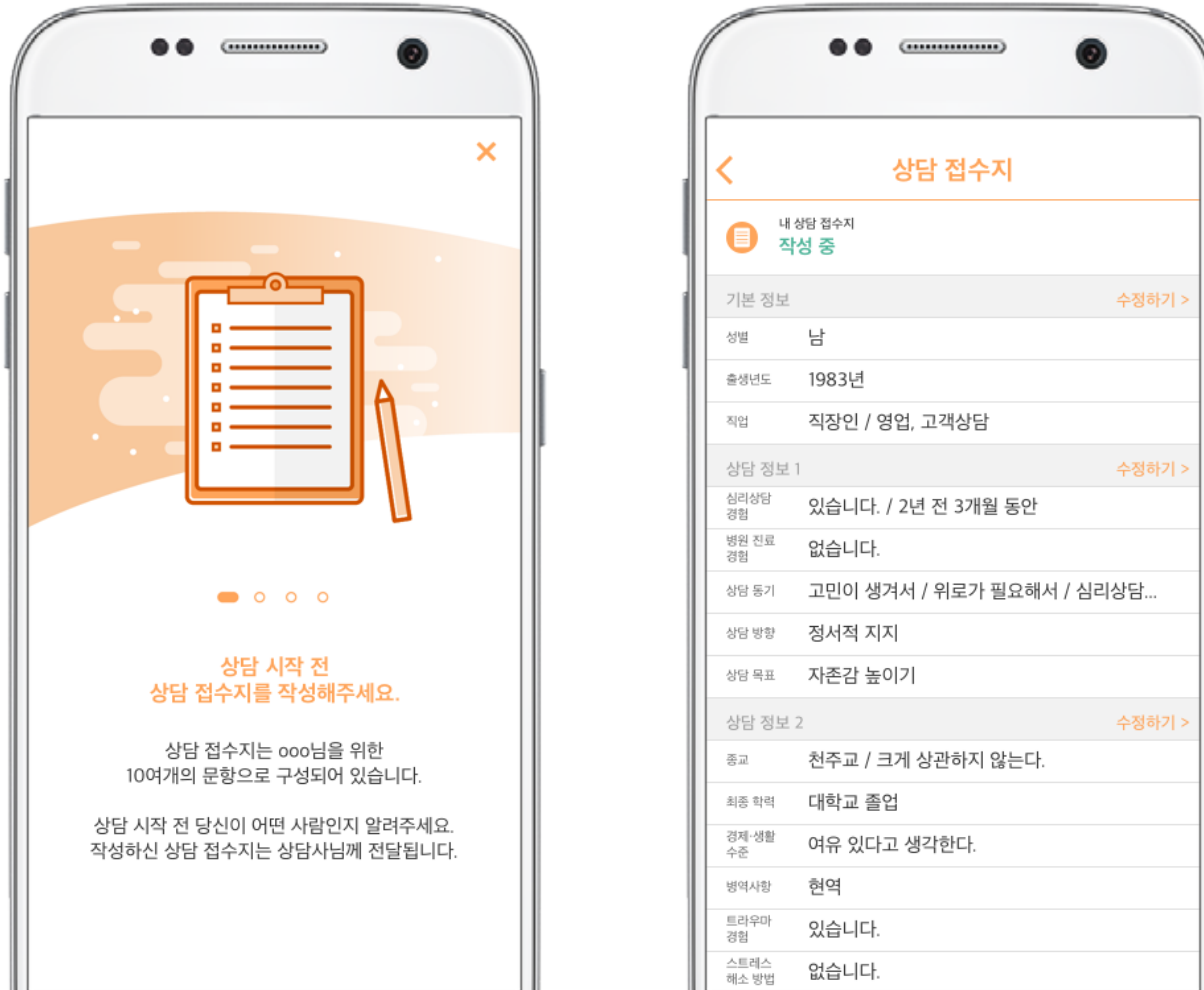 상담 시작 전
상담 접수지를 작성해주세요.
상담 접수지는 ooo님을 위한
10여개의 문항으로 구성되어 있습니다.
상담 시작 전 당신이 어떤 사람인지 알려주세요.
작성하신 상담 접수지는 상담사님께 전달됩니다.
상담 접수지
내 상담 접수지
작성 중
기본 정보 수정하기 >
성별 남
출생년도 1983년
직업 직장인 / 영업, 고객상담
상담 정보 1 수정하기 >
심리상담
경험 있습니다. / 2년 전 3개월 동안
병원 진료
경험 없습니다.
상담 동기 고민이 생겨서 / 위로가 필요해서 / 심리상담...
상담 방향 정서적 지지
상담 목표 자존감 높이기
상담 정보 2 수정하기 >
종교 천주교 / 크게 상관하지 않는다.
최종 학력 대학교 졸업
경제·생활
수준 여유 있다고 생각한다.
병역사항 현역
트라우마
경험 있습니다.
스트레스
해소 방법 없습니다.